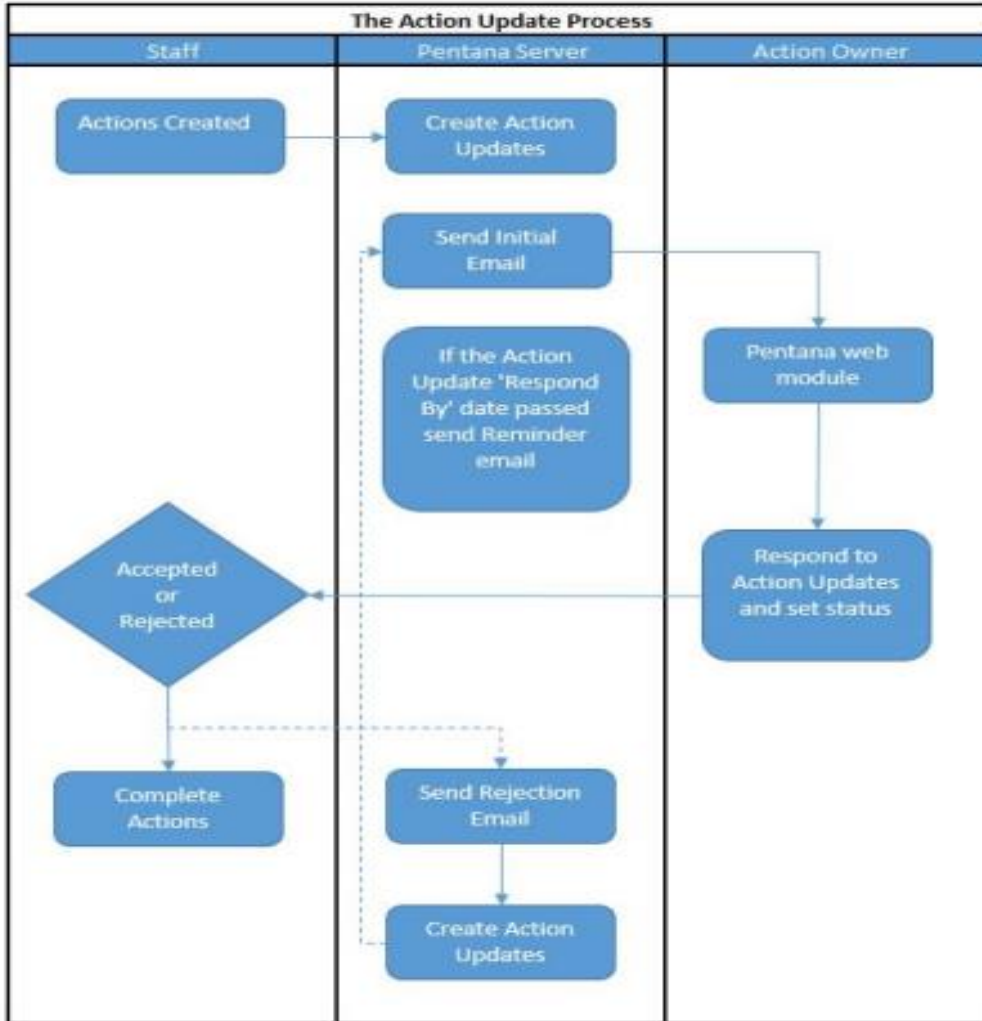 The Action Update Process
Staff
Pentana Server
Action Owner
Actions Created
Create Action
Updates
Send Initial
Email
If the Action
Update 'Respond
By' date passed
send Reminder
email
Pentana web
module
Respond to
Action Updates
and set status
Accepted
or
Rejected
Complete
Actions
Send Rejection
Email
Create Action
Updates